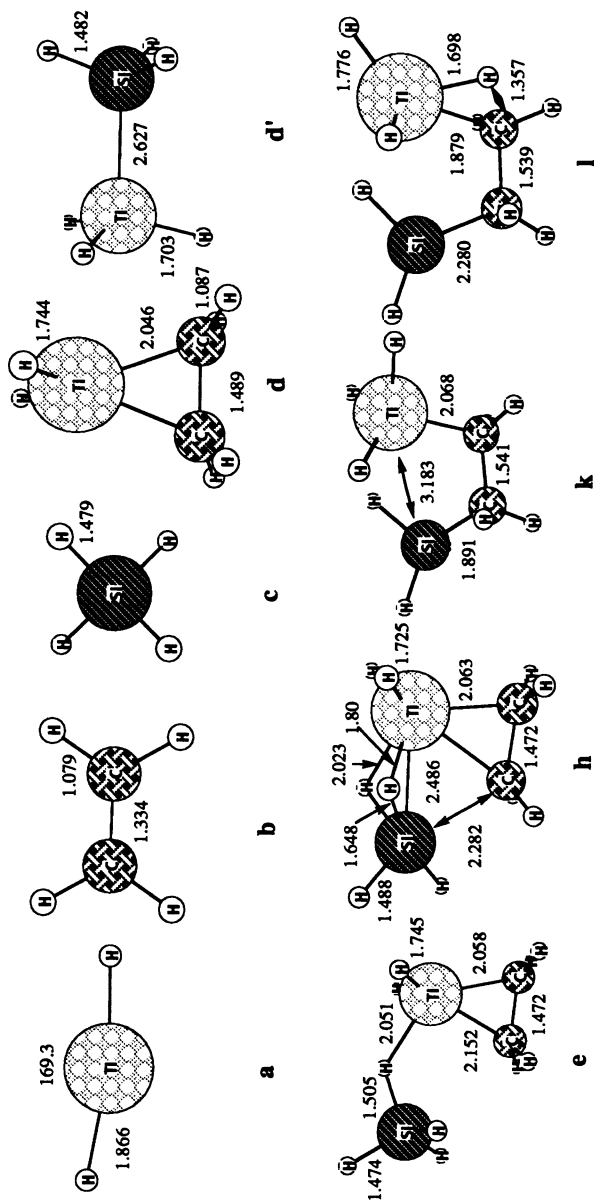 H
169.3
Ti
H
1.866
a
H
H
1.079
C
C
1.334
H
H
b
H
H
1.479
Si
H
H
c
H
H
1.744
Ti
2.046
C
C
1.087
H
H
H
H
1.489
d
H
H
Ti
1.703
H
2.627
Si
H
1.482
H
H
d'
H
1.474
Si
H
H
1.505
H
2.051
H
H
1.745
Ti
2.152
2.058
C
C
H
H
H
H
1.472
e
H
1.488
H
Si
1.648
H
H
2.023
1.80
2.486
H
H
1.725
Ti
2.063
2.282
C
C
H
H
H
1.472
h
H
H
Si
1.891
H
H
H
Ti
3.183
2.068
C
C
H
H
H
1.541
k
H
H
Si
2.280
H
1.776
H
Ti
1.698
H
1.879
1.357
C
C
H
H
H
H
1.539
l